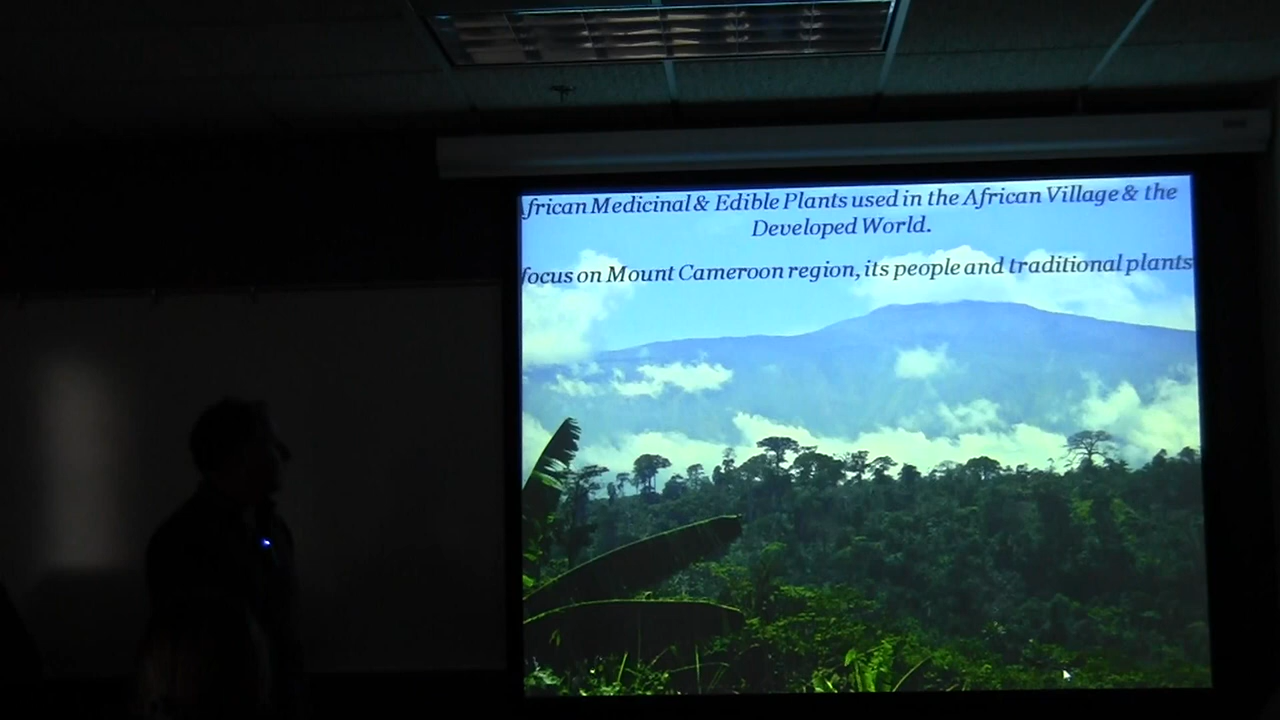 frican Medicinal & Edible Plants used in the African Village & the
Developed World.
focus on Mount Cameroon region, its people and traditional plants